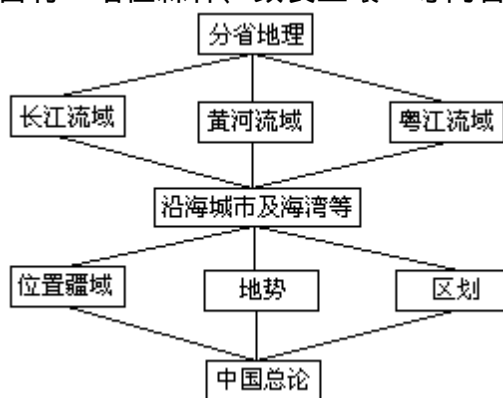 分省地理
长江流域 黄河流域 粤江流域
沿海城市及海湾等
位置疆域 地势 区划
中国总论